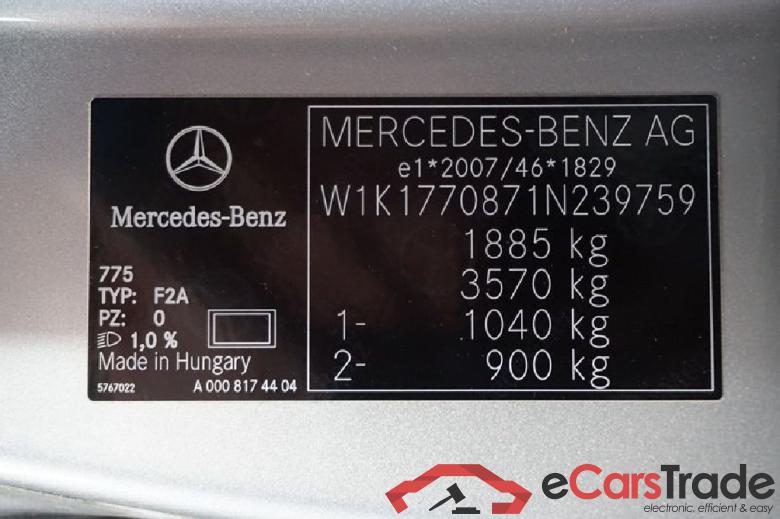 Mercedes-Benz
775
TYP: F2A
PZ: 0
1,0 %
Made in Hungary
5767022 A 000 817 44 04
MERCEDES-BENZ AG
e1*2007/46*1829
W1K1770871N239759
1885 kg
3570 kg
1- 1040 kg
2- 900 kg
eCarsTrade
electronic, efficient & easy